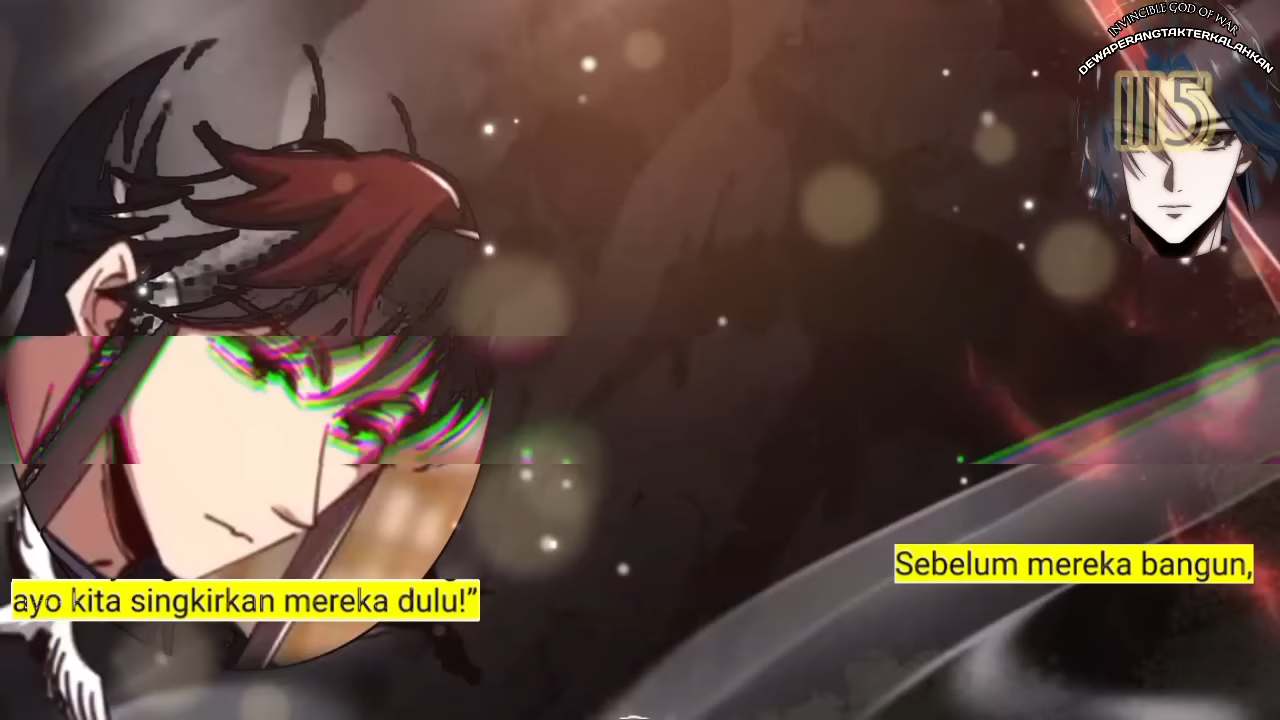 INVINCIBLE GOD OF WAR
DEWAPERANGTAKTERKALAHKAN
115
Sebelum mereka bangun,
ayo kita singkirkan mereka dulu!”